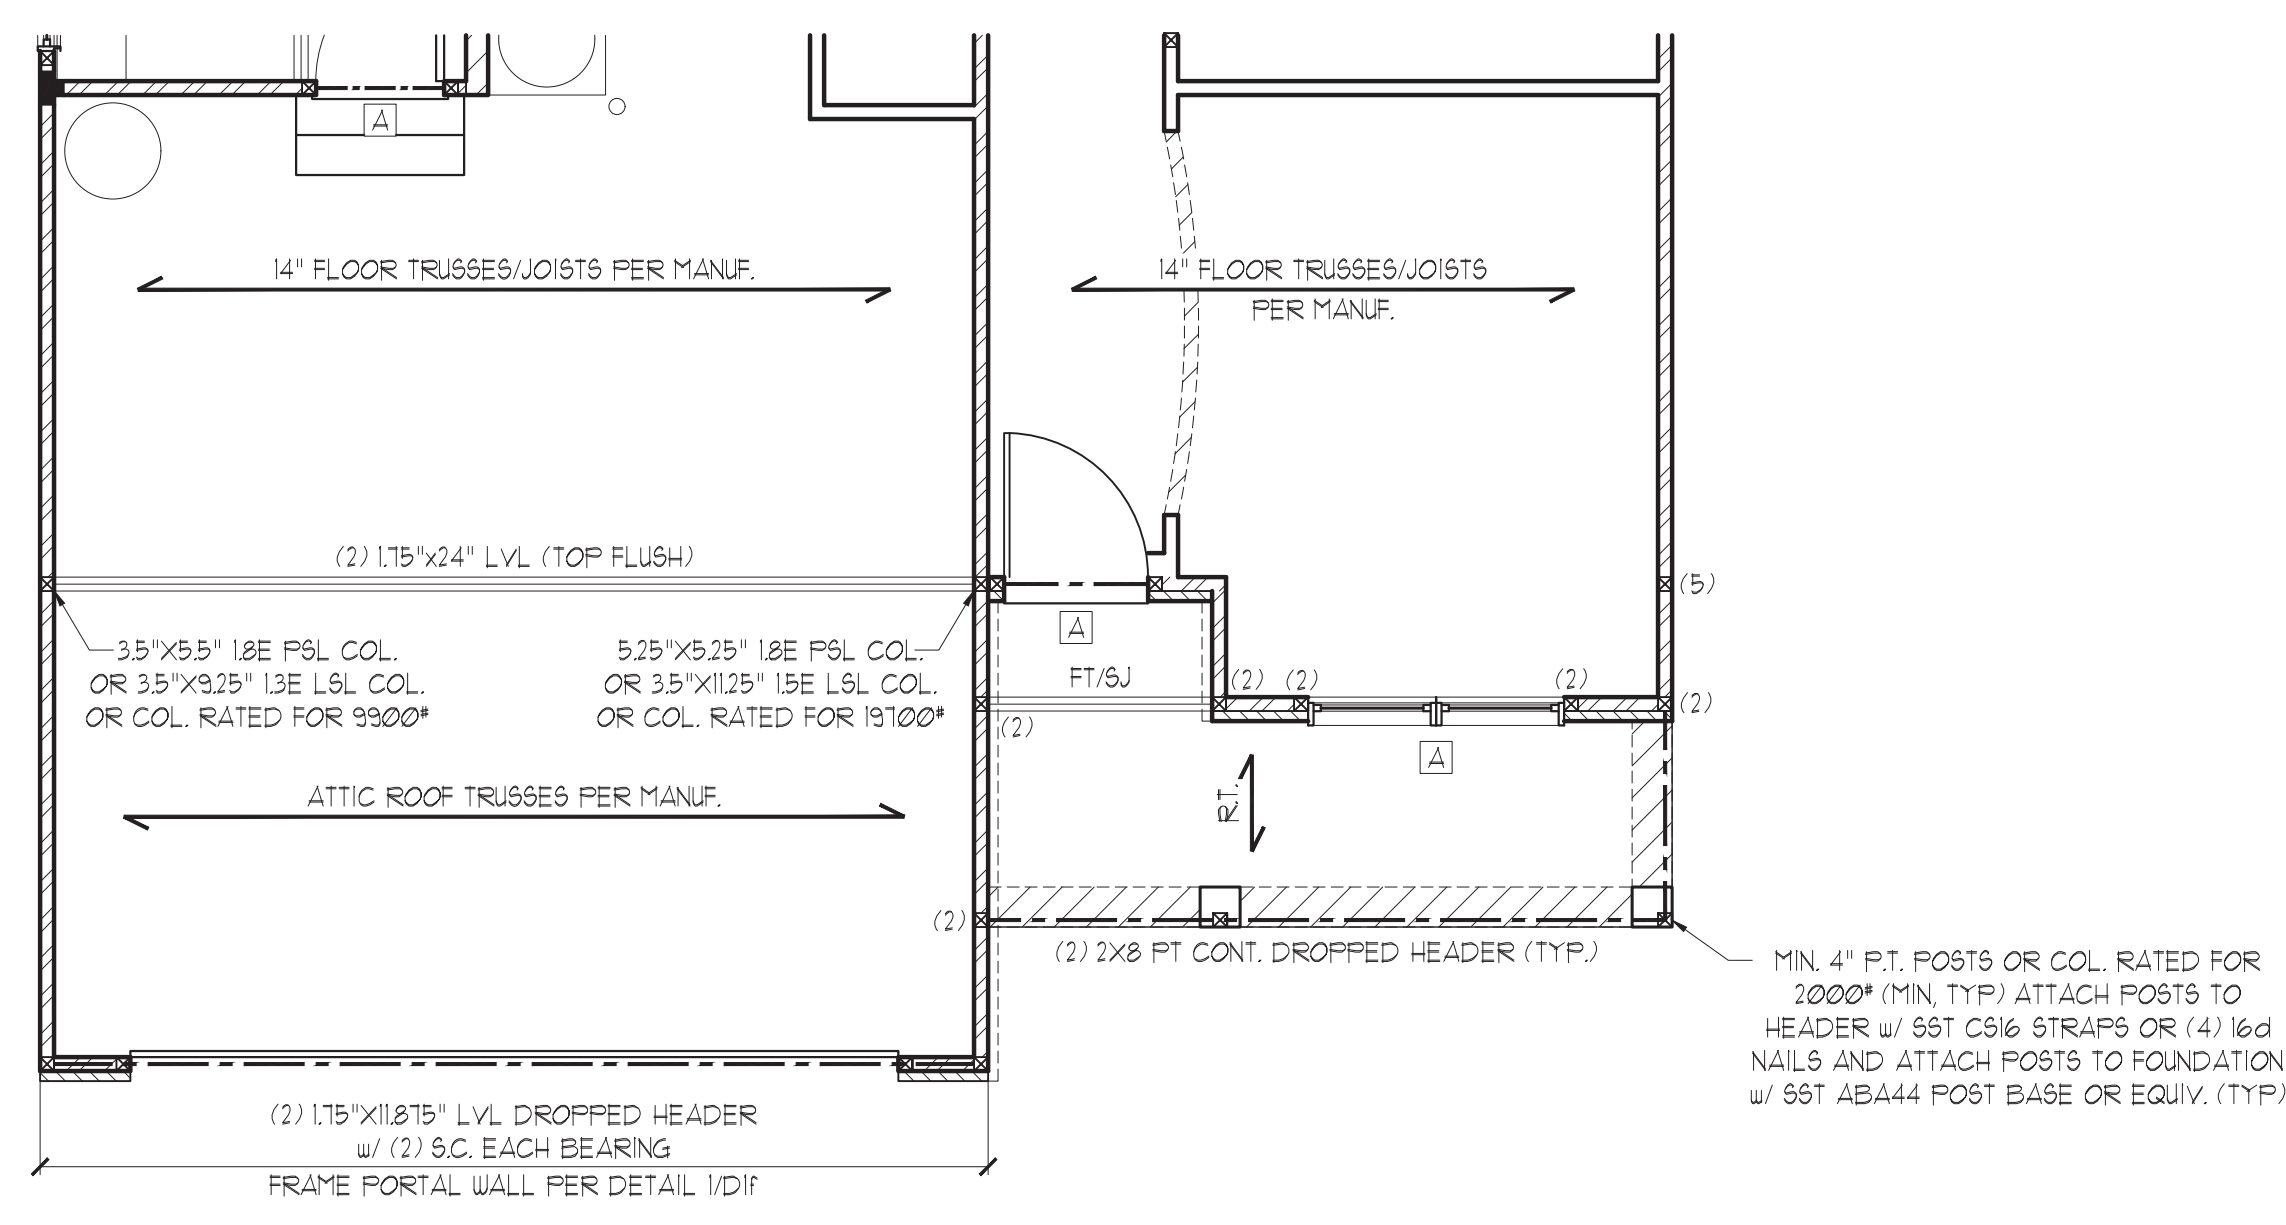 A
14" FLOOR TRUSSES/JOISTS PER MANUF.
14" FLOOR TRUSSES/JOISTS
PER MANUF.
(2) 1.75"x24" LVL (TOP FLUSH)
(5)
3.5"X5.5" 1.8E PSL COL.
OR 3.5"X9.25" 1.3E LSL COL.
OR COL. RATED FOR 9900#
5.25"X5.25" 1.8E PSL COL.
OR 3.5"X11.25" 1.5E LSL COL.
OR COL. RATED FOR 19700#
A
FT/SJ
(2)
(2)
(2)
(2)
(2)
A
ATTIC ROOF TRUSSES PER MANUF.
R.T.
(2)
(2) 2X8 PT CONT. DROPPED HEADER (TYP.)
MIN. 4" P.T. POSTS OR COL. RATED FOR
2000# (MIN, TYP) ATTACH POSTS TO
HEADER w/ SST CS16 STRAPS OR (4) 16d
NAILS AND ATTACH POSTS TO FOUNDATION
w/ SST ABA44 POST BASE OR EQUIV. (TYP)
(2) 1.75"X11.875" LVL DROPPED HEADER
w/ (2) S.C. EACH BEARING
FRAME PORTAL WALL PER DETAIL 1/D1f